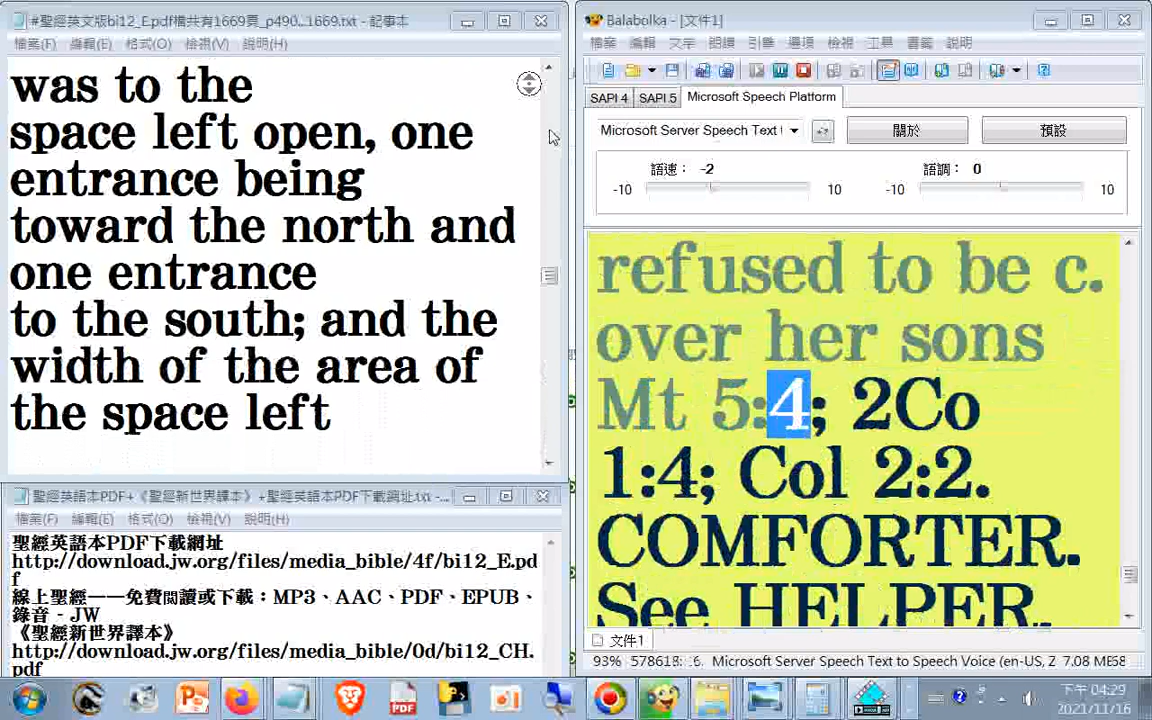 #聖經英文版bi12_E.pdf檔共有1669頁_p490...1669.txt - 記事本
檔案(F) 編輯(E) 格式(O) 檢視(V) 說明(H)
was to the
space left open, one
entrance being
toward the north and
one entrance
to the south; and the
width of the area of
the space left
聖經英語本PDF+《聖經新世界譯本》+聖經英語本PDF下載網址.txt - ...
檔案(F) 編輯(E) 格式(O) 檢視(V) 說明(H)
聖經英語本PDF下載網址
http://download.jw.org/files/media_bible/4f/bi12_E.pd
f
線上聖經——免費閱讀或下載：MP3、AAC、PDF、EPUB、
錄音 - JW
《聖經新世界譯本》
http://download.jw.org/files/media_bible/0d/bi12_CH.
pdf
Balabolka - [文件1]
檔案 編輯 文字 朗讀 引擎 選項 檢視 工具 書籤 說明
SAPI 4 SAPI 5 Microsoft Speech Platform
Microsoft Server Speech Text 關於 預設
語速： -2 語調： 0
-10 10 -10 10
refused to be c.
over her sons
Mt 5:4; 2Co
1:4; Col 2:2.
COMFORTER.
See HELPER.
文件1
93% Microsoft Server Speech Text to Speech Voice (en-US, Z 7.08 MB
PDF
下午 04:29
2021/11/16